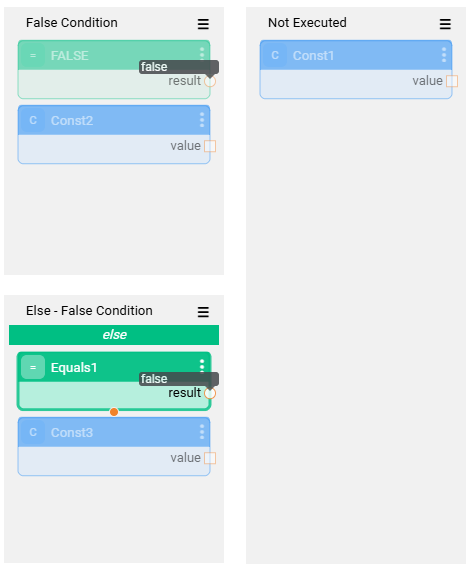 False Condition
= FALSE
false
result
C Const2
value
Else - False Condition
else
= Equals1
false
result
C Const3
value
Not Executed
C Const1
value